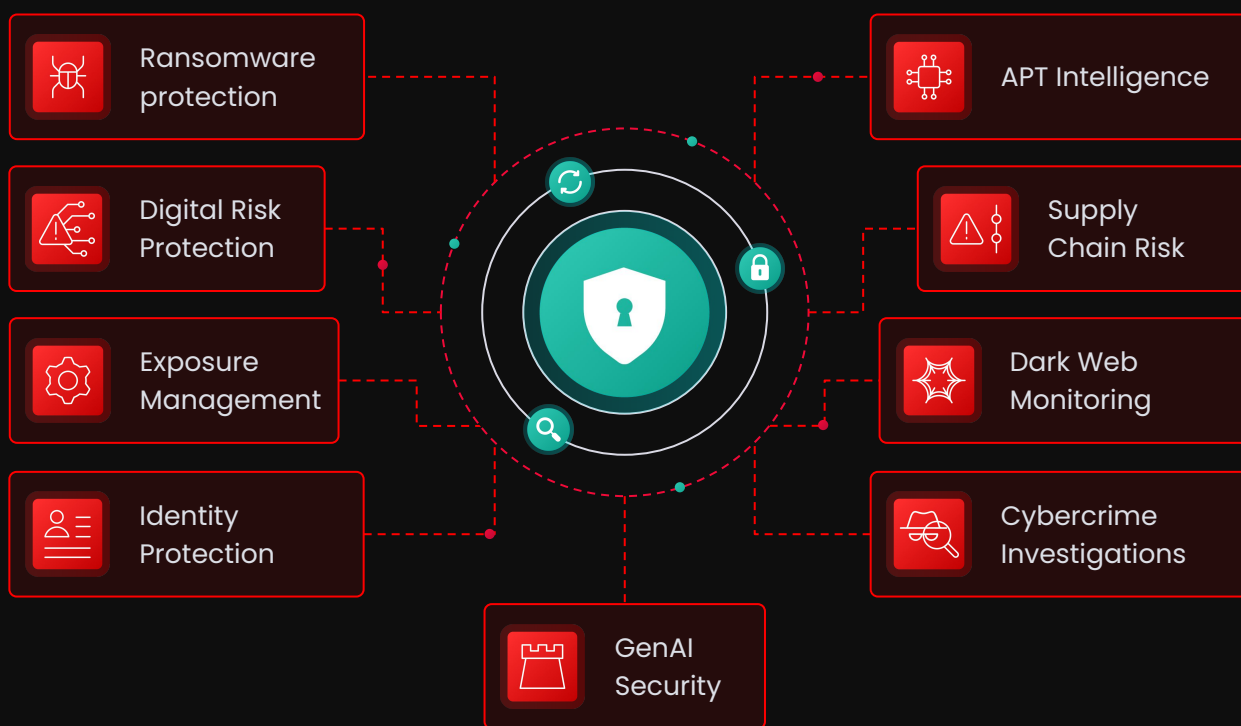 Ransomware
protection
Digital Risk
Protection
Exposure
Management
Identity
Protection
APT Intelligence
Supply
Chain Risk
Dark Web
Monitoring
Cybercrime
Investigations
GenAI
Security